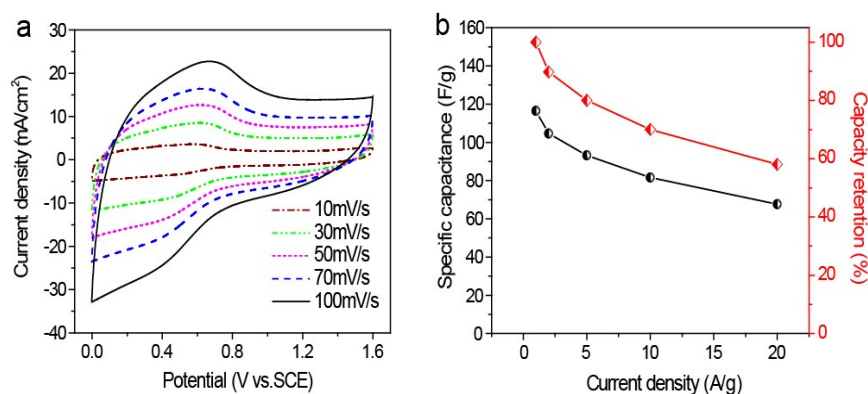 a
Current density (nA/cm²)
30
20
10
0
-10
-20
-30
-40
0.0 0.4 0.8 1.2 1.6
Potential (V vs.SCE)
10mV/s
30mV/s
50mV/s
70mV/s
100mV/s
b
Specific capacitance (F/g)
160
140
120
100
80
60
40
20
0
0 5 10 15 20
Current density (A/g)
100
80
60
40
20
0
Capacity retention
(%)